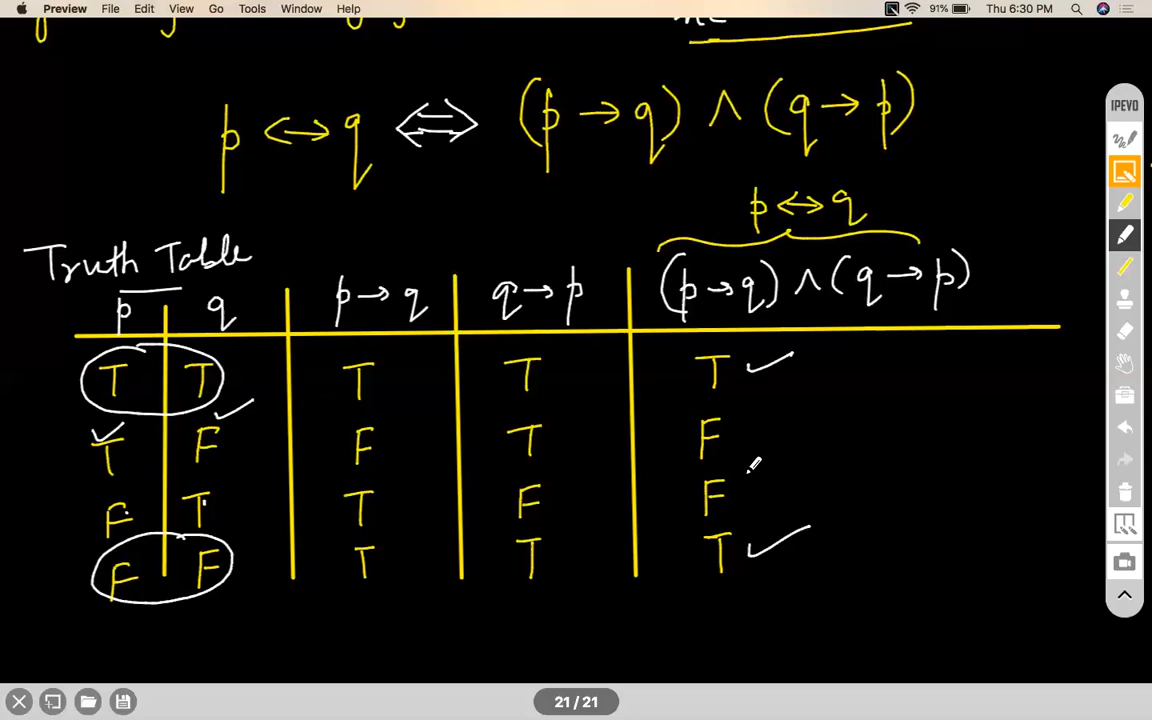 Preview File Edit View Go Tools Window Help 91% Thu 6:30 PM
p ↔ q ⇔ (p → q) ∧ (q → p)
IPEVO
p ↔ q
Truth Table
p q p → q q → p (p → q) ∧ (q → p)
T T T T T
T F F T F
F T T F F
F F T T T
21 / 21